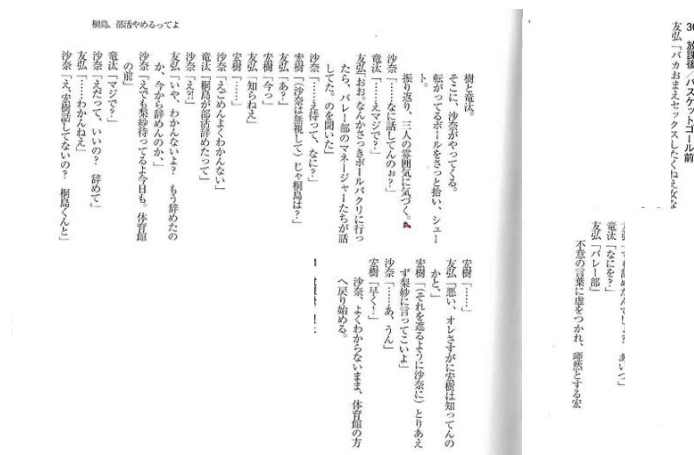 36 放課後/バスケットゴール前
友弘「バカおまえセックスしたくねえ女な
竜汰「なにを？」
友弘「バレー部」
不意の言葉に虚をつかれ、唖然とする宏
桐島、部活やめるってよ
樹と竜汰。
そこに、沙奈がやってくる。
転がってるボールをさっと拾い、シュー
ト。
振り返り、三人の雰囲気に気づく。
沙奈「……なに話してんのぉ？」
竜汰「……えマジで？」
友弘「おお。なんかさっきボールパクリに行っ
たら、バレー部のマネージャーたちが話
してた。のを聞いた」
沙奈「……え待って、なに？」
宏樹「（沙奈は無視して）じゃ桐島は？」
友弘「あ？」
宏樹「今っ」
友弘「知らねえ」
宏樹「……」
沙奈「えごめんよくわかんない」
竜汰「桐島が部活辞めたって」
沙奈「え?!」
友弘「いや、わかんないよ？　もう辞めたの
か、今から辞めんのか、」
沙奈「えでも梨紗待ってるよ今日も。体育館
の前」
竜汰「マジで？」
沙奈「えだって、いいの？　辞めて」
友弘「……わかんねえ」
沙奈「え、宏樹話してないの？　桐島くんと」
宏樹「……」
友弘「悪い、オレさすがに宏樹は知ってんの
かと、」
宏樹「（それを遮るように沙奈に）とりあえ
ず梨紗に言ってこいよ」
沙奈「……あ、うん」
宏樹「早く！」
沙奈、よくわからないまま、体育館の方
へ戻り始める。